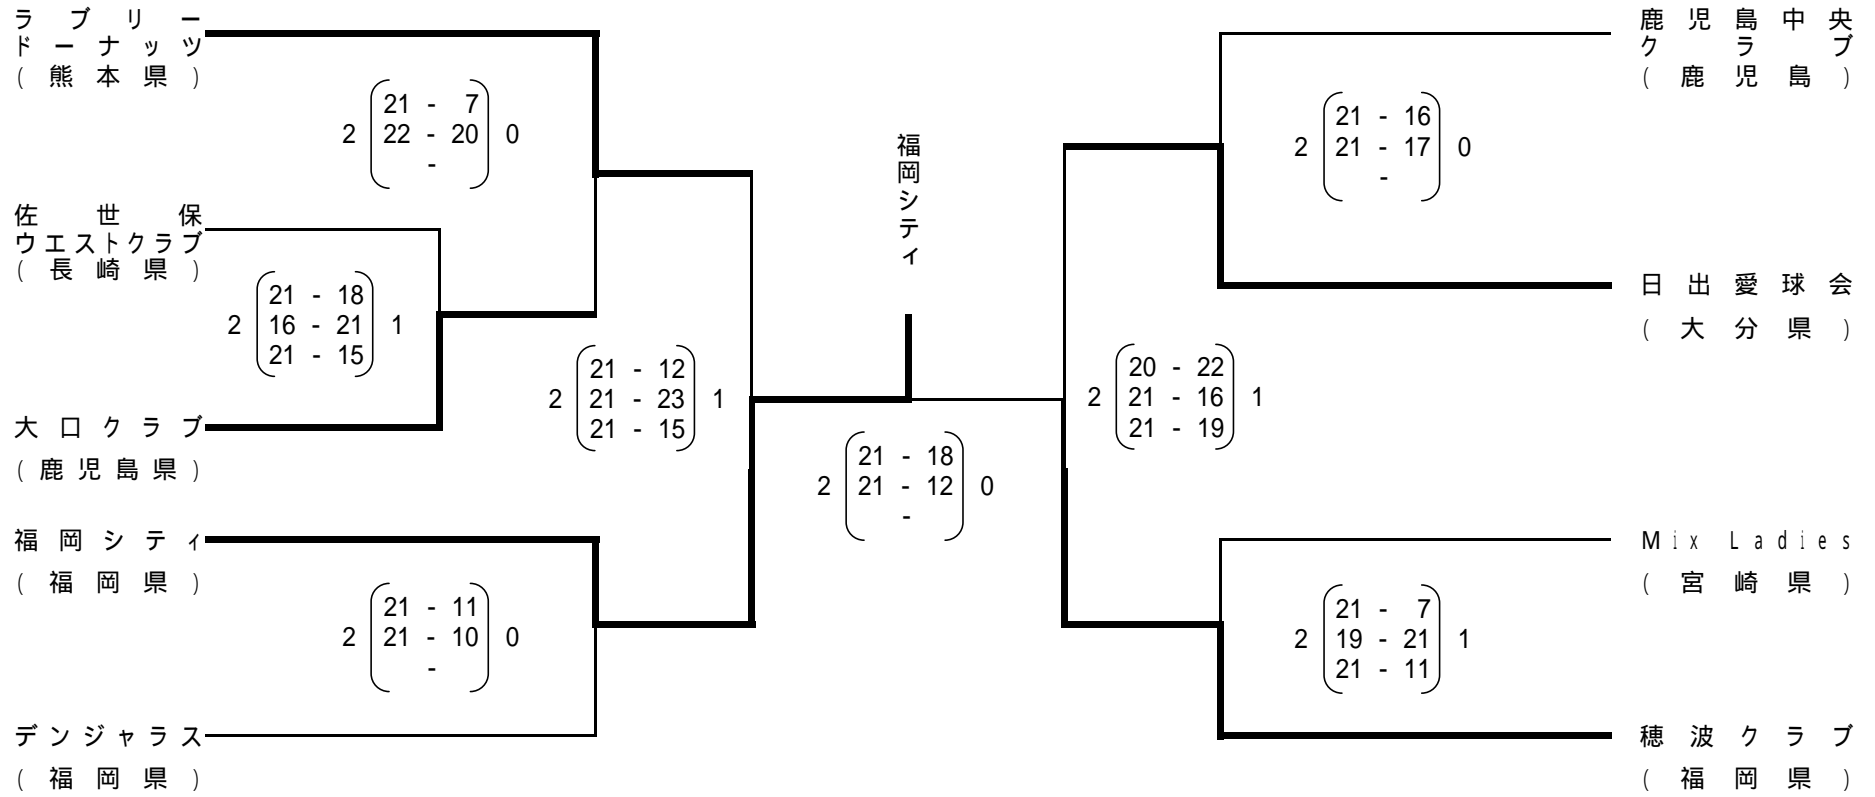 ラブリー
ドーナッツ
(熊本県)
2 21 - 7 0
22 - 20
-
佐世保
ウエストクラブ
(長崎県)
2 21 - 18 1
16 - 21
21 - 15
大口クラブ
(鹿児島県)
2 21 - 12 1
21 - 23
21 - 15
福岡シティ
(福岡県)
2 21 - 11 0
21 - 10
-
デンジャラス
(福岡県)
福岡シティ
2 21 - 18 0
21 - 12
-
鹿児島中央
クラブ
(鹿児島)
2 21 - 16 0
21 - 17
-
日出愛球会
(大分県)
2 20 - 22 1
21 - 16
21 - 19
Mix Ladies
(宮崎県)
2 21 - 7 1
19 - 21
21 - 11
穂波クラブ
(福岡県)